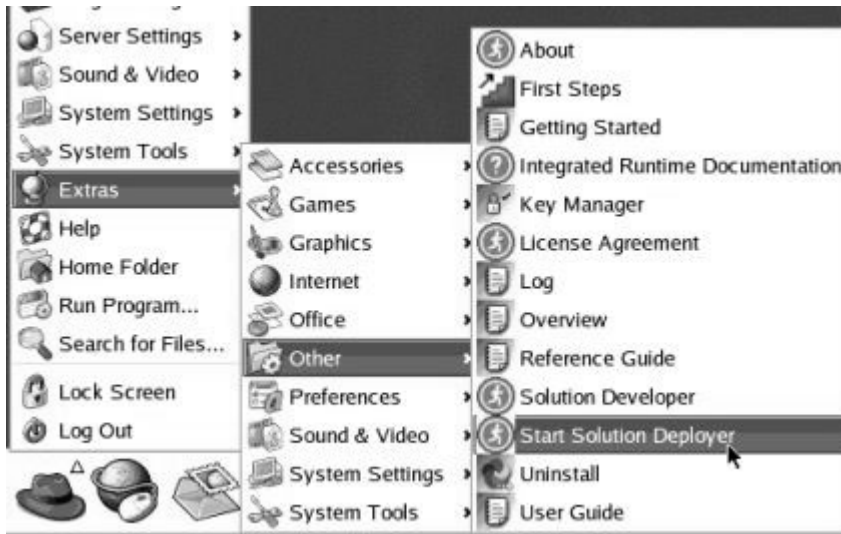 Server Settings
Sound & Video
System Settings
System Tools
Extras
Help
Home Folder
Run Program...
Search for Files...
Lock Screen
Log Out
Accessories
Games
Graphics
Internet
Office
Other
Preferences
Sound & Video
System Settings
System Tools
About
First Steps
Getting Started
Integrated Runtime Documentation
Key Manager
License Agreement
Log
Overview
Reference Guide
Solution Developer
Start Solution Deployer
Uninstall
User Guide